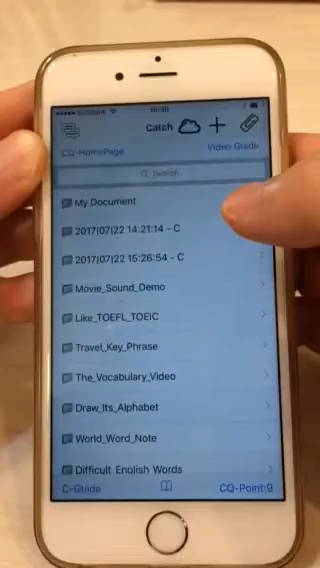 SoftBank
Catch
CQ-HomePage
Video Guide
Search
My Document
2017|07|22 14:21:14 - C
2017|07|22 15:26:54 - C
Movie_Sound_Demo
Like_TOEFL_TOEIC
Travel_Key_Phrase
The_Vocabulary_Video
Draw_Its_Alphabet
World_Word_Note
Difficult English Words
C-Guide
CQ-Point:9